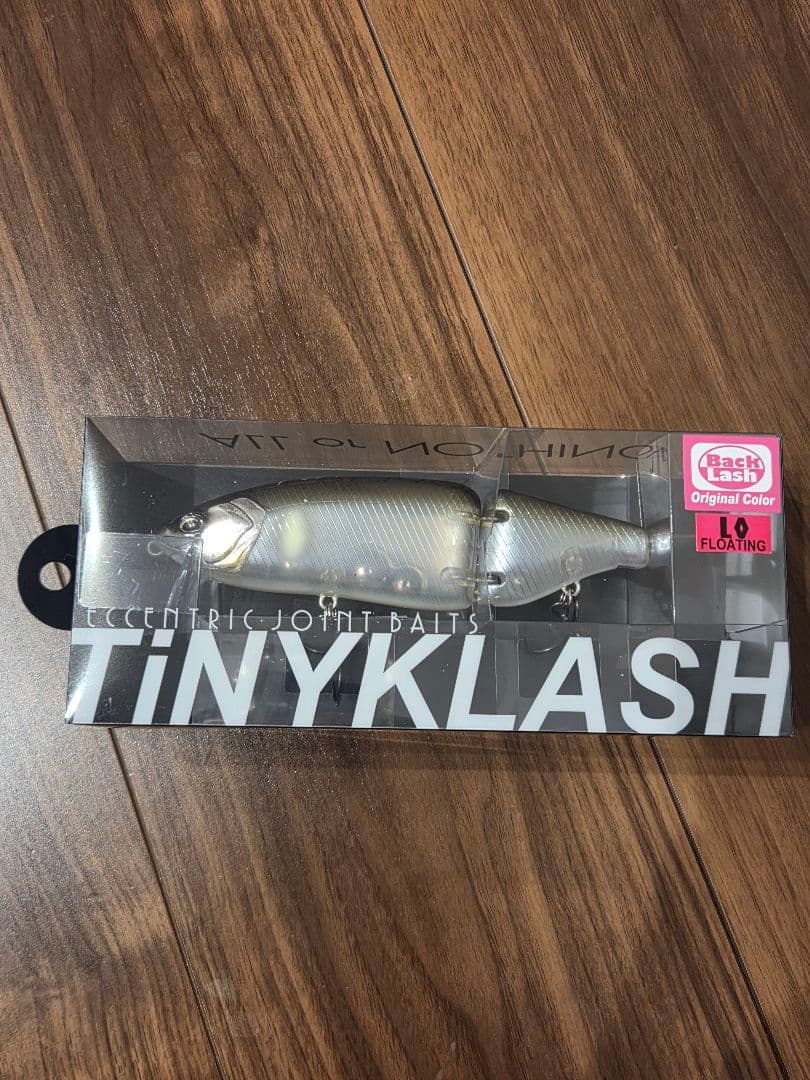 ALL or NOTHING
Back
Lash
Original Color
LO
FLOATING
ECCENTRIC·JOINT·BAITS
TiNYKLASH